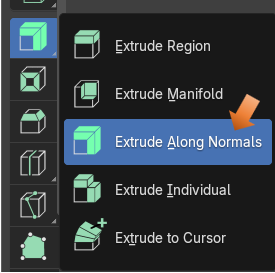 Extrude Region
Extrude Manifold
Extrude Along Normals
Extrude Individual
Extrude to Cursor